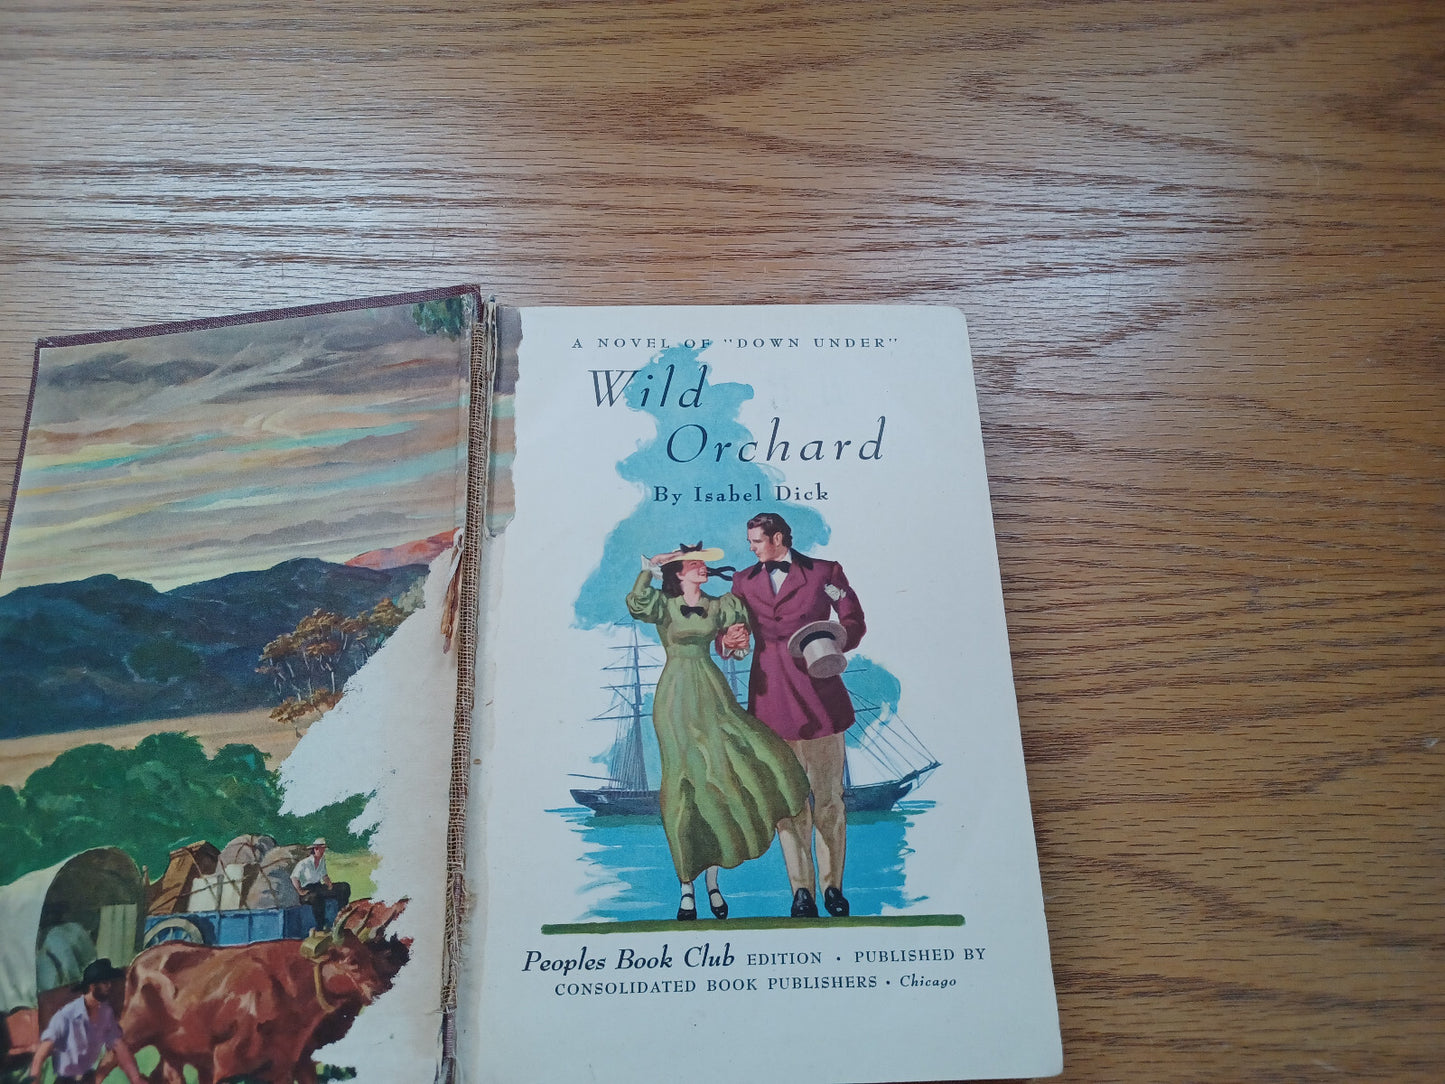 A NOVEL OF "DOWN UNDER"
Wild
Orchard
By Isabel Dick
Peoples Book Club EDITION · PUBLISHED BY
CONSOLIDATED BOOK PUBLISHERS · Chicago